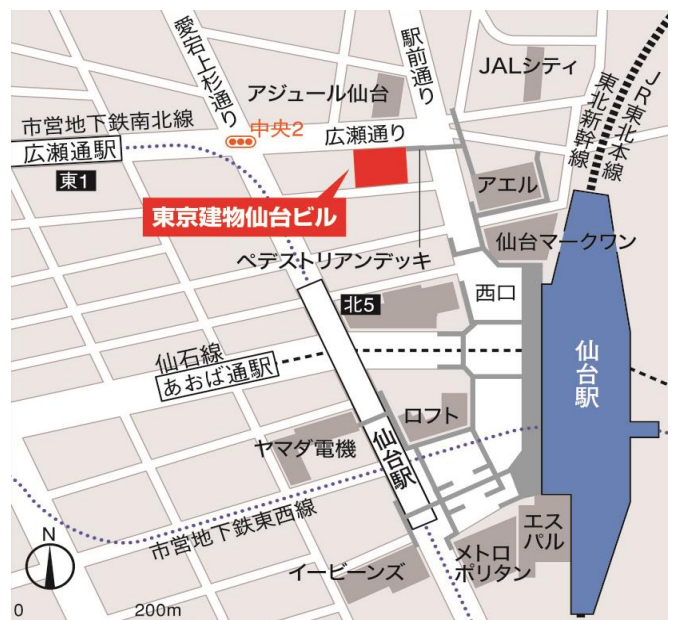 愛宕上杉通り
駅前通り
JALシティ
アジュール仙台
JR東北本線
東北新幹線
市営地下鉄南北線
中央2
広瀬通り
広瀬通駅
東1
アエル
東京建物仙台ビル
仙台マークワン
ペデストリアンデッキ
西口
北5
仙石線
あおば通駅
仙台駅
ロフト
ヤマダ電機
仙台駅
市営地下鉄東西線
エス
パル
メトロ
ポリタン
イービーンズ
N
0 200m